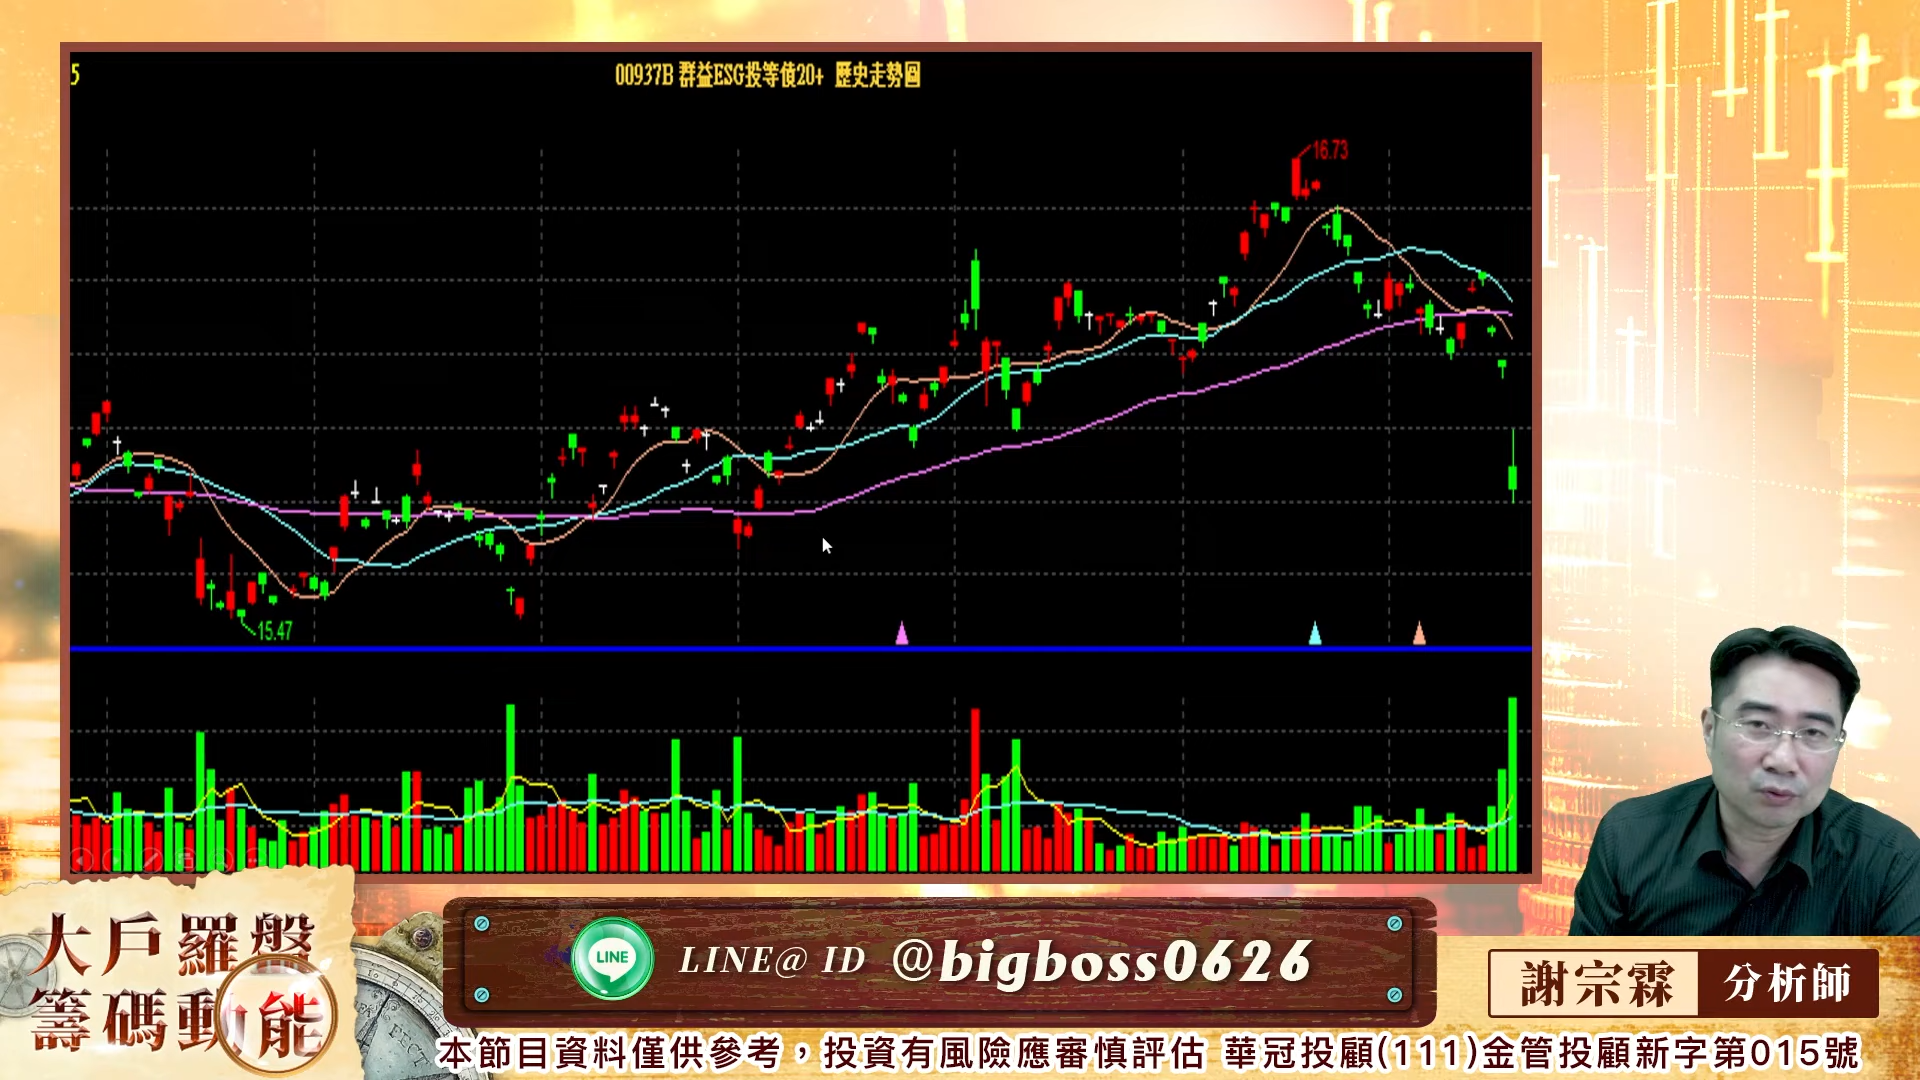 5
00937B 群益ESG投等債20+ 歷史走勢圖
16.73
15.47
大戶羅盤
籌碼動能
LINE
LINE@ ID @bigboss0626
謝宗霖 分析師
本節目資料僅供參考，投資有風險應審慎評估 華冠投顧(111)金管投顧新字第015號